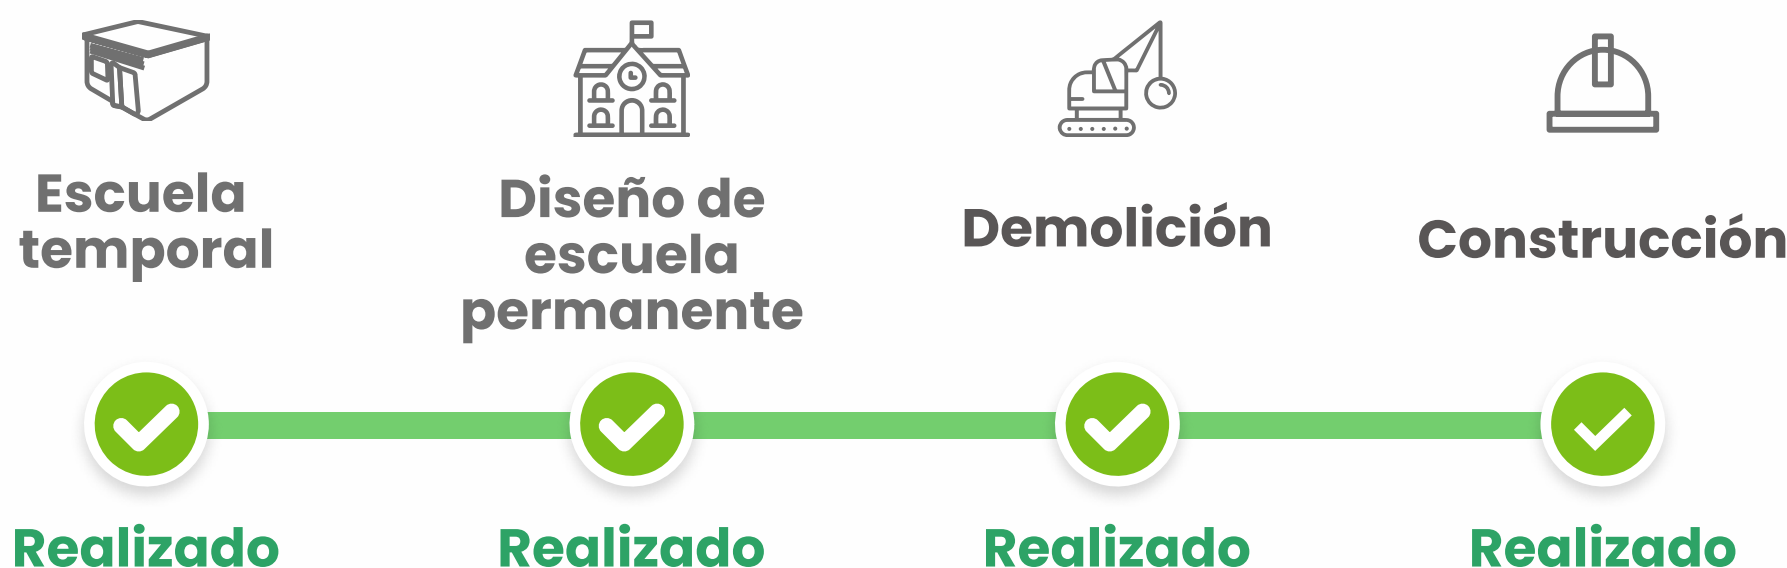 Escuela
temporal
Diseño de
escuela
permanente
Demolición
Construcción
Realizado
Realizado
Realizado
Realizado